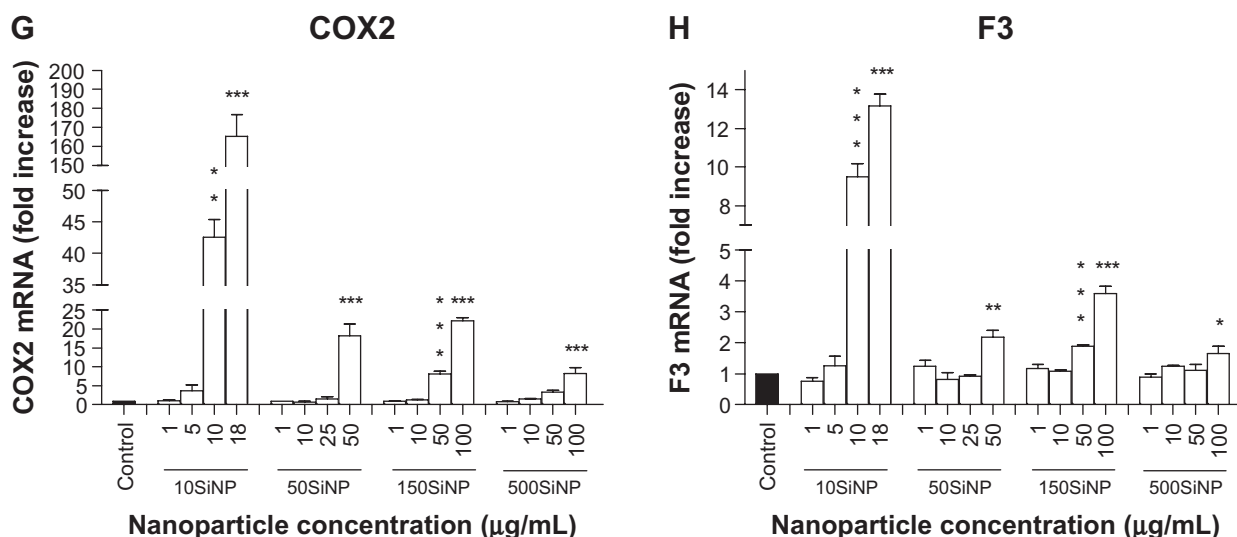 G COX2
COX2 mRNA (fold increase)
200
190
180
170
160
150
50
45
40
35
25
20
15
10
5
0
**
***
***
***
***
***
Control
1 5 10 18
1 10 25 50
1 10 50 100
1 10 50 100
10SiNP 50SiNP 150SiNP 500SiNP
Nanoparticle concentration (µg/mL)
H F3
F3 mRNA (fold increase)
14
12
10
8
5
4
3
2
1
0
***
***
**
***
***
*
Control
1 5 10 18
1 10 25 50
1 10 50 100
1 10 50 100
10SiNP 50SiNP 150SiNP 500SiNP
Nanoparticle concentration (µg/mL)